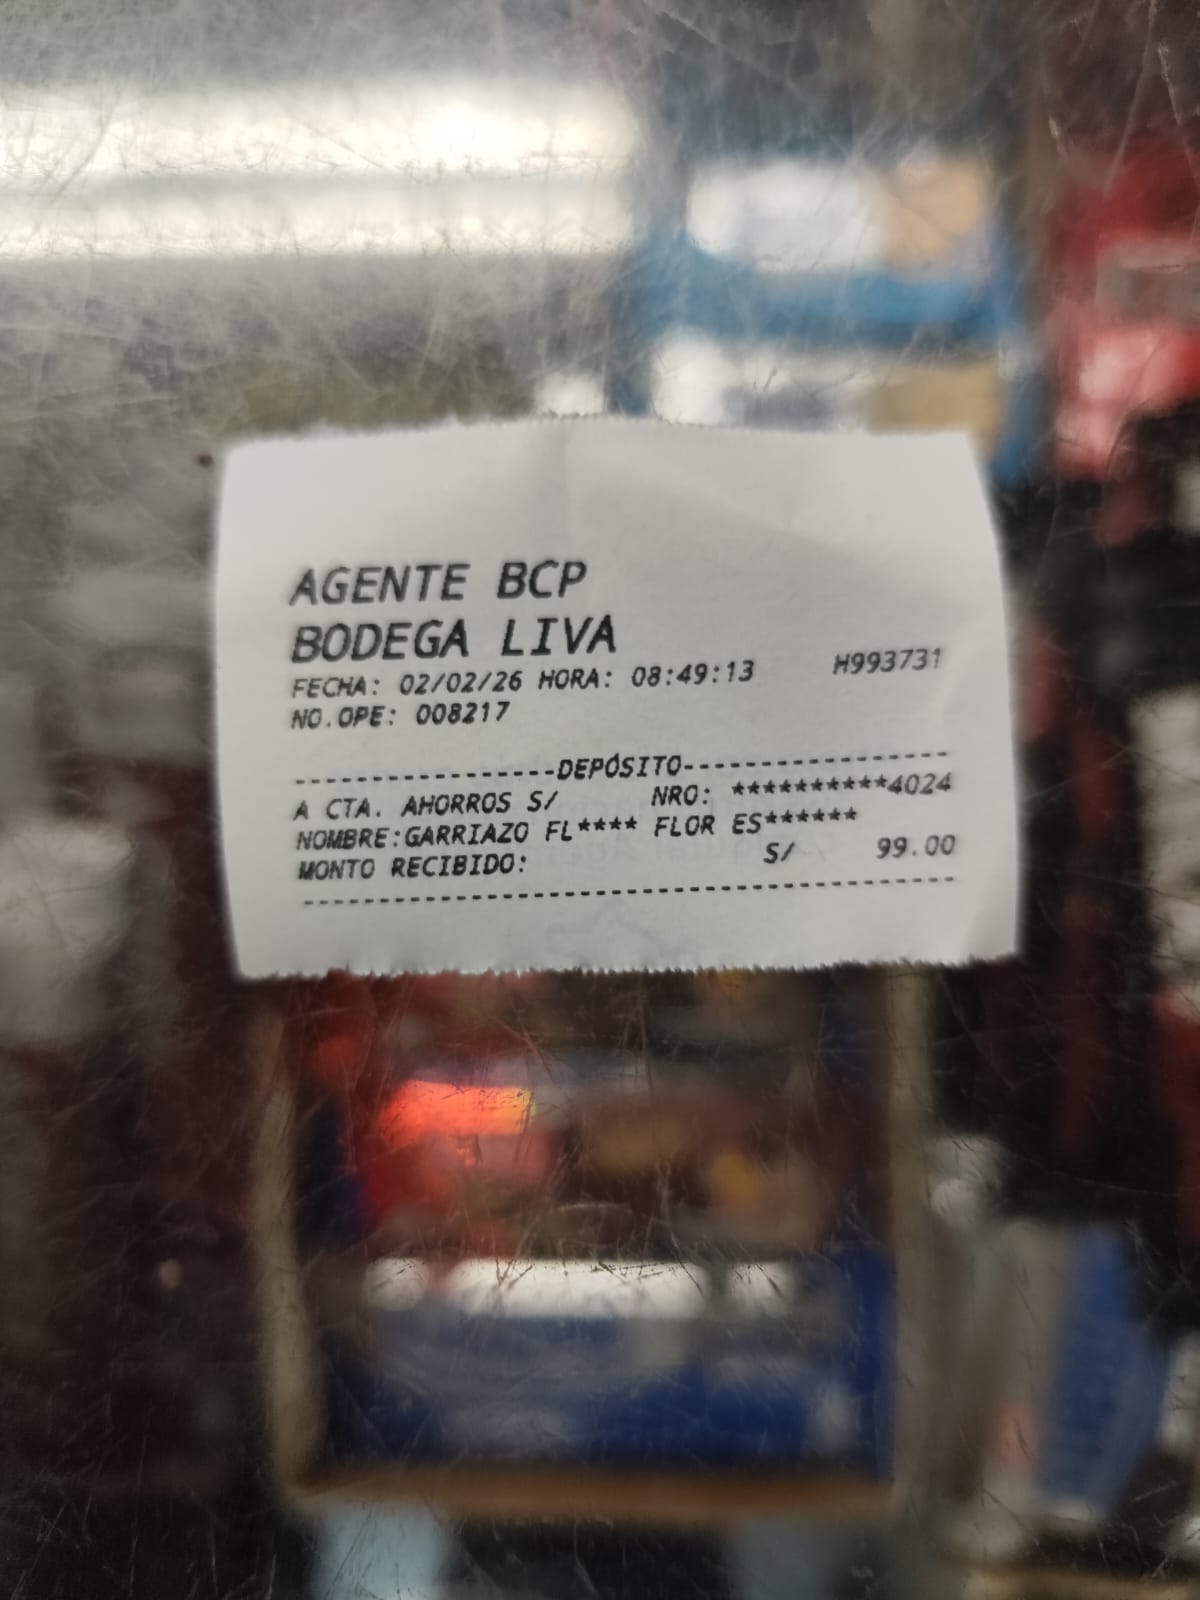 AGENTE BCP
BODEGA LIVA
FECHA: 02/02/26 HORA: 08:49:13 H993731
NO.OPE: 008217
-----------------DEPÓSITO-----------------
A CTA. AHORROS S/ NRO: **********4024
NOMBRE:GARRIAZO FL**** FLOR ES******
MONTO RECIBIDO: S/ 99.00